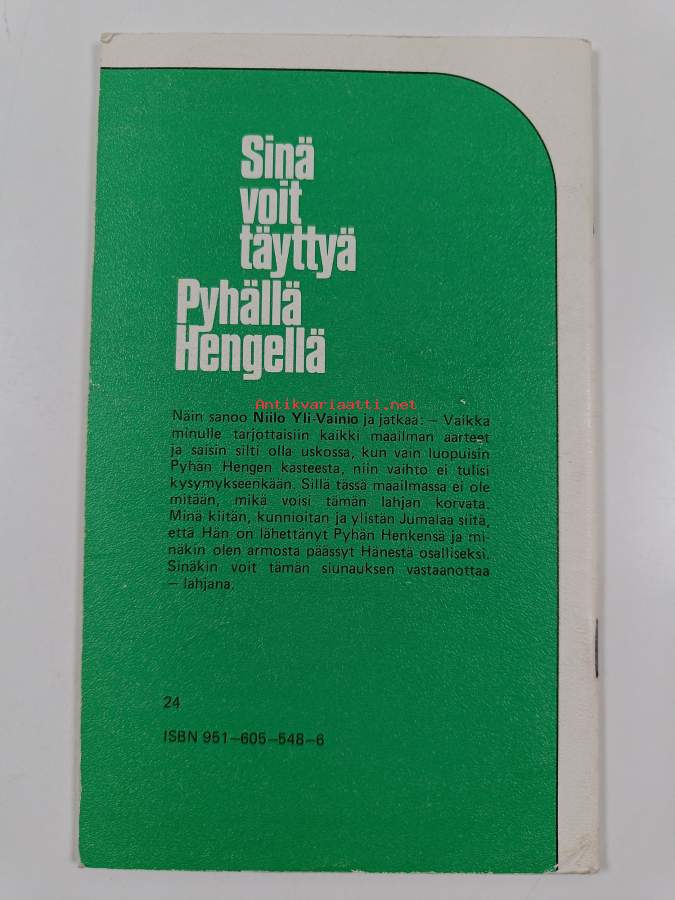 Sinä
voit
täyttyä
Pyhällä
Hengellä
Antikvariaatti.net
Näin sanoo Niilo Yli-Vainio ja jatkaa: – Vaikka
minulle tarjottaisiin kaikki maailman aarteet
ja saisin silti olla uskossa, kun vain luopuisin
Pyhän Hengen kasteesta, niin vaihto ei tulisi
kysymykseenkään. Sillä tässä maailmassa ei ole
mitään, mikä voisi tämän lahjan korvata.
Minä kiitän, kunnioitan ja ylistän Jumalaa siitä,
että Hän on lähettänyt Pyhän Henkensä ja mi-
näkin olen armosta päässyt Hänestä osalliseksi.
Sinäkin voit tämän siunauksen vastaanottaa
– lahjana.
24
ISBN 951–605–548–6